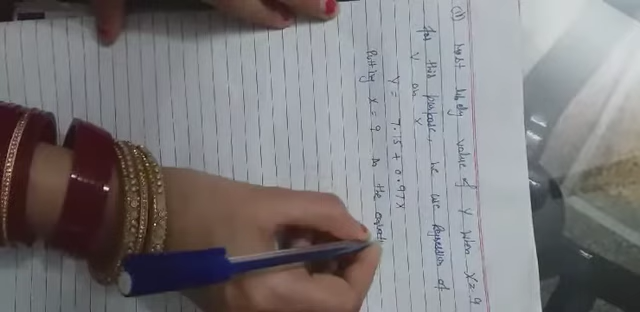 (ii) Most likely value of Y when X = 9
for this purpose, we use Regression of
Y on X
Y = 7.15 + 0.97X
Putting X = 9 in the equati